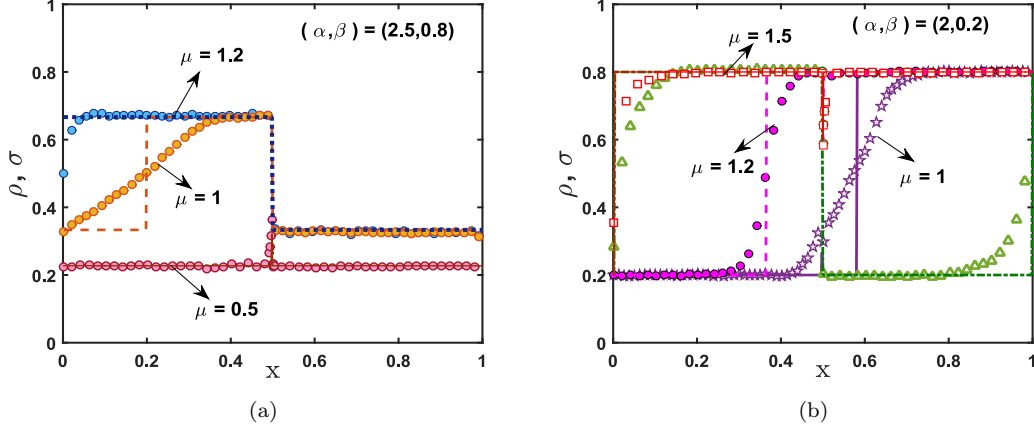 ( α,β ) = (2.5,0.8)
μ = 1.2
μ = 1
μ = 0.5
ρ, σ
1
0.8
0.6
0.4
0.2
0
0 0.2 0.4 0.6 0.8 1
x
(a)
( α,β ) = (2,0.2)
μ = 1.5
μ = 1.2
μ = 1
ρ, σ
1
0.8
0.6
0.4
0.2
0
0 0.2 0.4 0.6 0.8 1
x
(b)